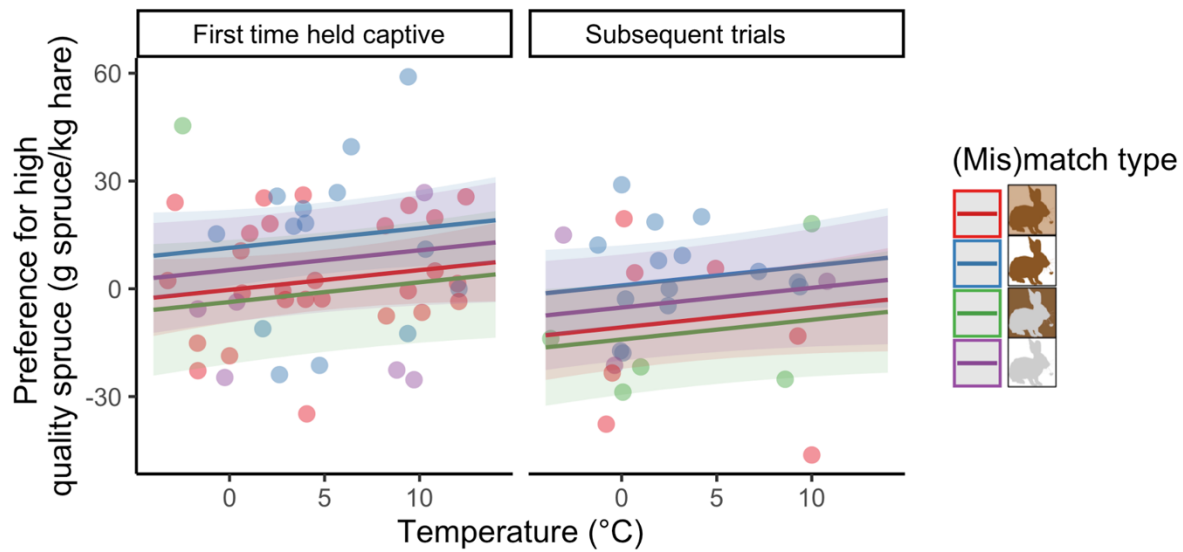 First time held captive
Subsequent trials
Preference for high
quality spruce (g spruce/kg hare)
60
30
0
-30
0
5
10
0
5
10
Temperature (°C)
(Mis)match type